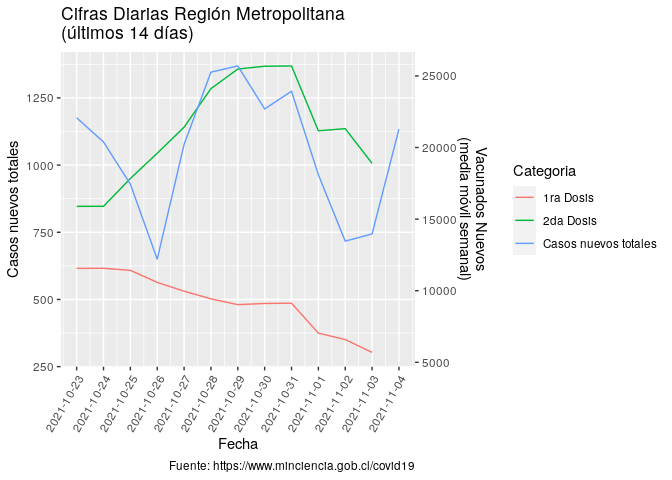 Cifras Diarias Región Metropolitana
(últimos 14 días)
Casos nuevos totales
1250
1000
750
500
250
25000
20000
15000
10000
5000
Vacunados Nuevos
(media móvil semanal)
2021-10-23
2021-10-24
2021-10-25
2021-10-26
2021-10-27
2021-10-28
2021-10-29
2021-10-30
2021-10-31
2021-11-01
2021-11-02
2021-11-03
2021-11-04
Fecha
Categoria
1ra Dosis
2da Dosis
Casos nuevos totales
Fuente: https://www.minciencia.gob.cl/covid19